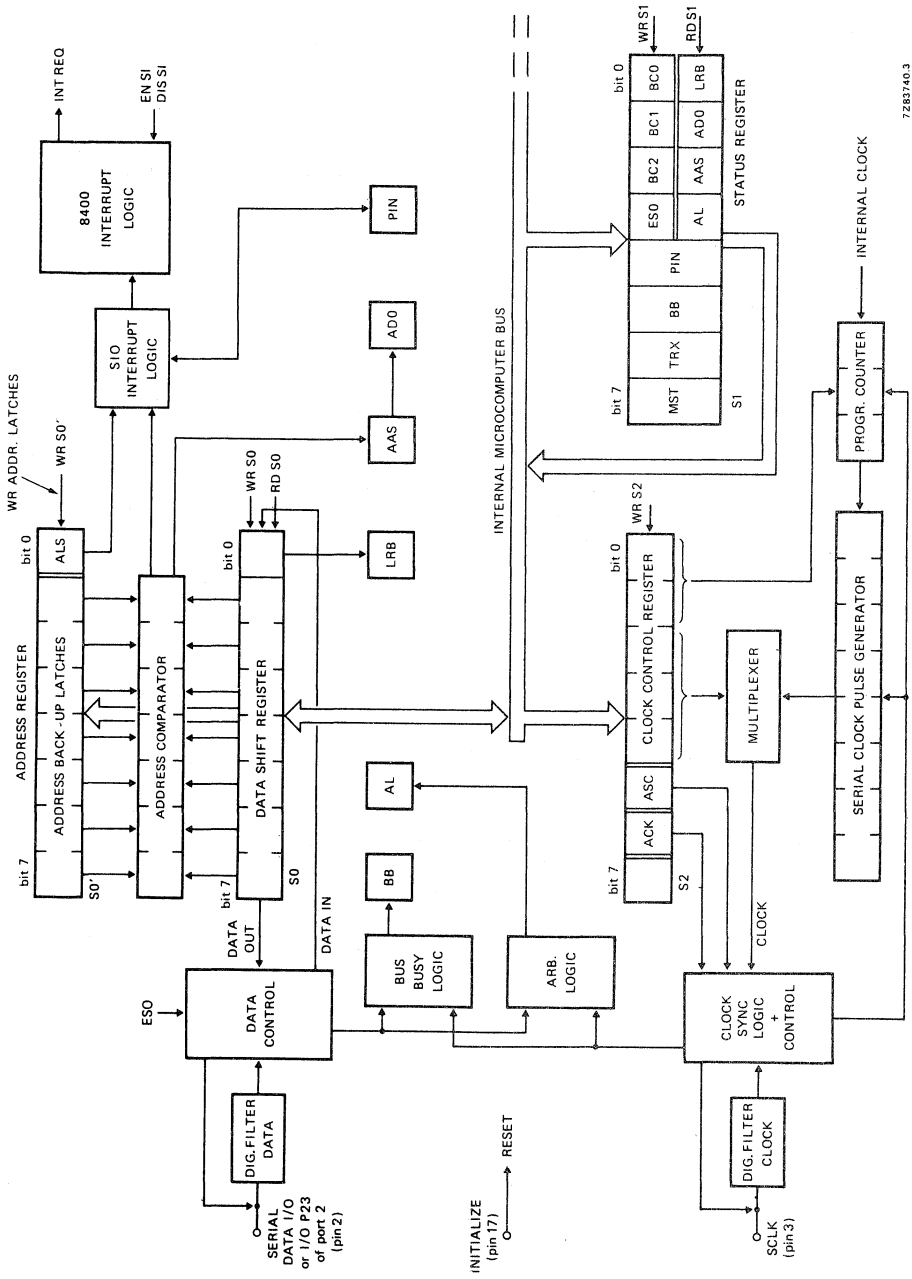 WR ADDR. LATCHES
ADDRESS REGISTER
bit 7
bit 0
WR S0'
ADDRESS BACK-UP LATCHES
ALS
S0'
ADDRESS COMPARATOR
bit 7
bit 0
WR S0
RD S0
DATA SHIFT REGISTER
S0
SIO
INTERRUPT
LOGIC
8400
INTERRUPT
LOGIC
INT REQ
EN SI
DIS SI
LRB
AAS
AD0
PIN
ESO
DATA
OUT
DATA IN
DATA
CONTROL
DIG. FILTER
DATA
SERIAL
DATA I/O
or I/O P23
of port 2
(pin 2)
BUS
BUSY
LOGIC
BB
ARB.
LOGIC
AL
INITIALIZE
(pin 17)
RESET
INTERNAL MICROCOMPUTER BUS
bit 0
WR S2
ACK
ASC
CLOCK CONTROL REGISTER
bit 7
S2
MULTIPLEXER
CLOCK
CLOCK
SYNC
LOGIC
+
CONTROL
DIG. FILTER
CLOCK
SCLK
(pin 3)
SERIAL CLOCK PULSE GENERATOR
PROGR. COUNTER
INTERNAL CLOCK
bit 7
bit 0
MST
TRX
BB
PIN
ES0
BC2
BC1
BC0
WR S1
AL
AAS
AD0
LRB
RD S1
S1
STATUS REGISTER
7Z83740.3